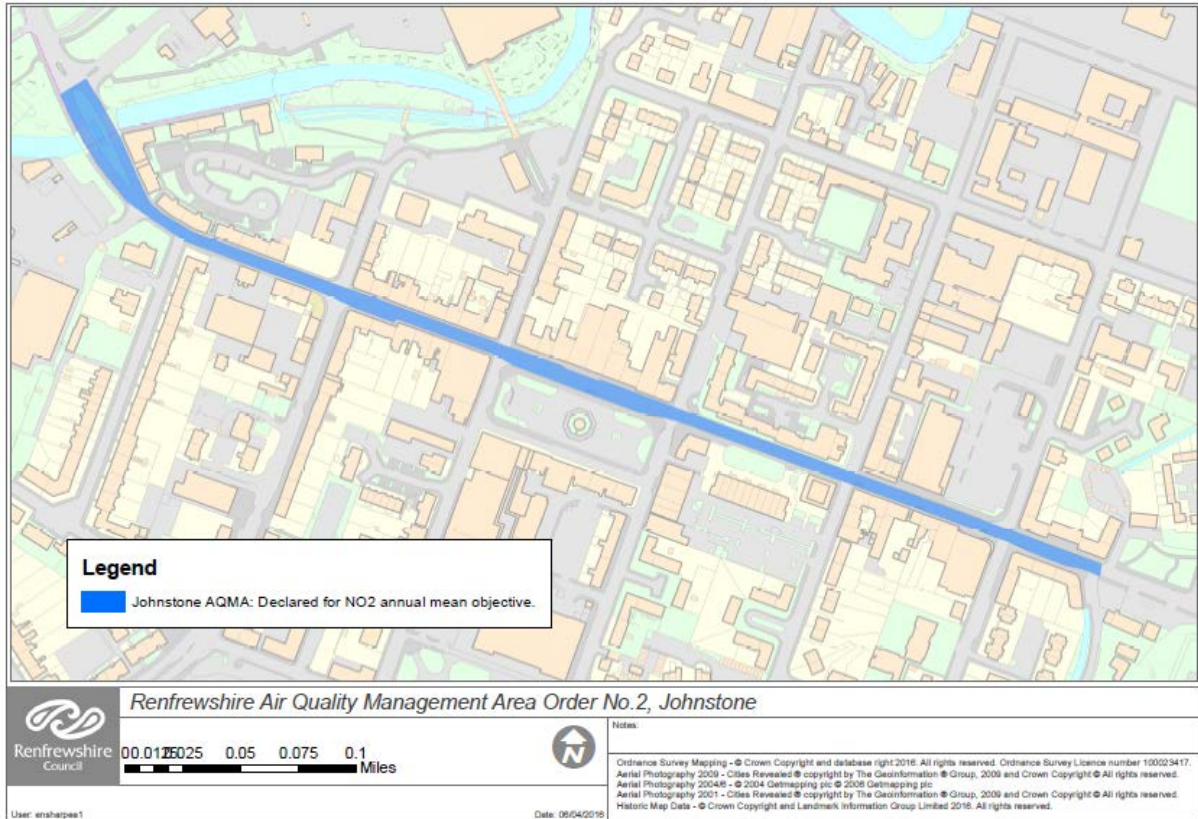 Legend
Johnstone AQMA: Declared for NO2 annual mean objective.
Renfrewshire Air Quality Management Area Order No.2, Johnstone
Renfrewshire
Council
0.05 0.075 0.1
Miles
N
User: ensharpes1
Date: 06/04/2016
Notes:
Ordnance Survey Mapping - © Crown Copyright and database right 2016. All rights reserved. Ordnance Survey Licence number 100023417.
Aerial Photography 2009 - Cities Revealed ® copyright by The Geoinformation ® Group, 2009 and Crown Copyright © All rights reserved.
Aerial Photography 2004/6 - © 2004 Getmapping plc © 2006 Getmapping plc
Aerial Photography 2001 - Cities Revealed ® copyright by The Geoinformation ® Group, 2009 and Crown Copyright © All rights reserved.
Historic Map Data - © Crown Copyright and Landmark Information Group Limited 2016. All rights reserved.